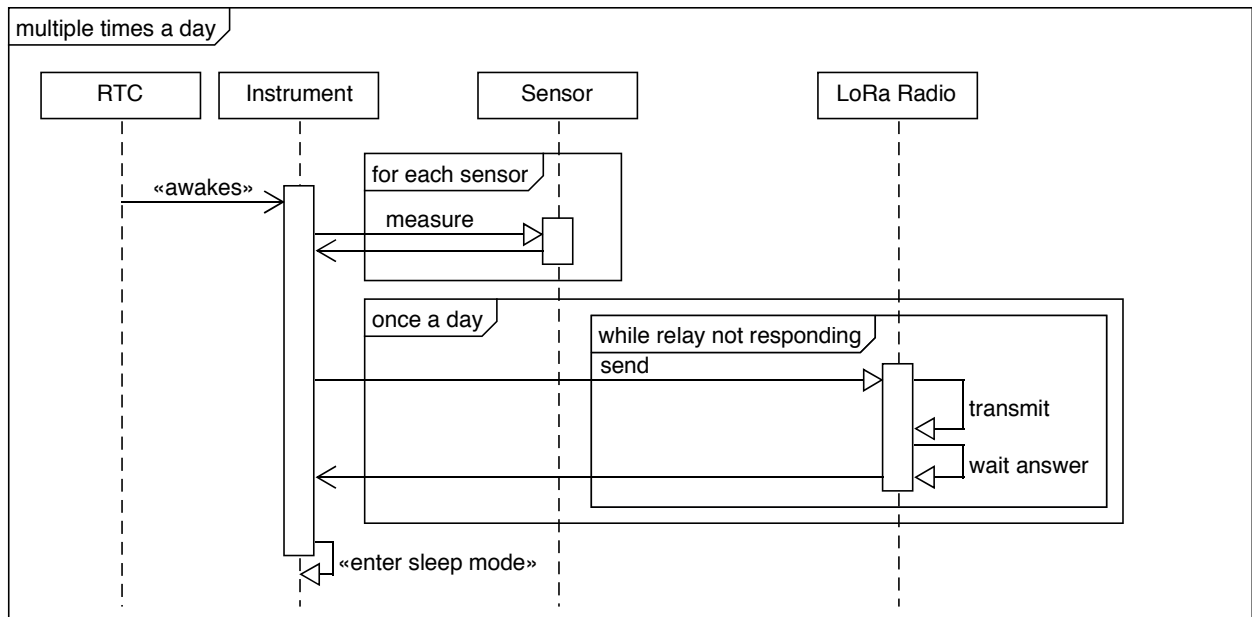 multiple times a day
RTC
Instrument
Sensor
LoRa Radio
for each sensor
«awakes»
measure
once a day
while relay not responding
send
transmit
wait answer
«enter sleep mode»